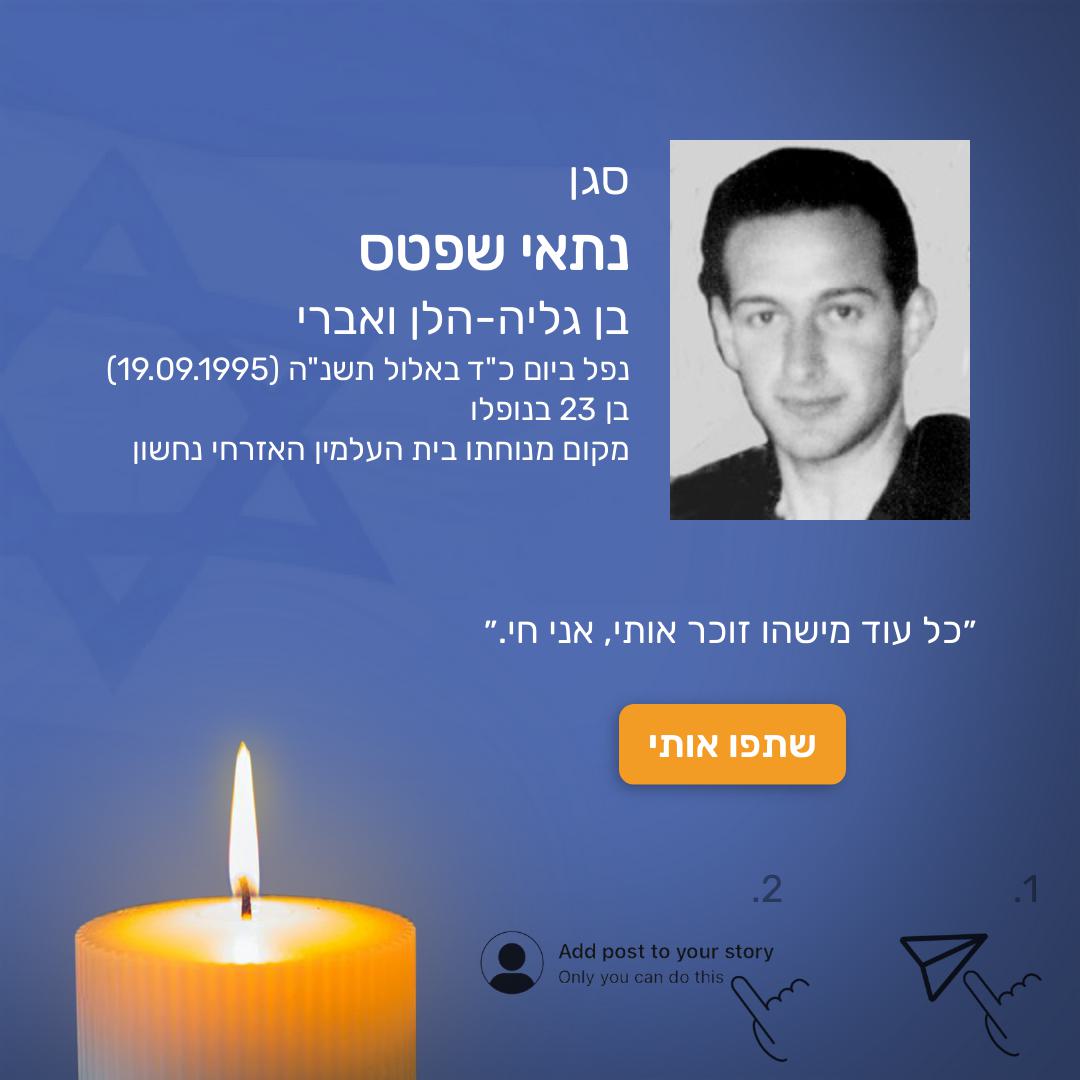 סגן
נתאי שפטס
בן גליה-הלן ואברי
נפל ביום כ"ד באלול תשנ"ה (19.09.1995)
בן 23 בנופלו
מקום מנוחתו בית העלמין האזרחי נחשון
״כל עוד מישהו זוכר אותי, אני חי.״
שתפו אותי
.1
.2
Add post to your story
Only you can do this